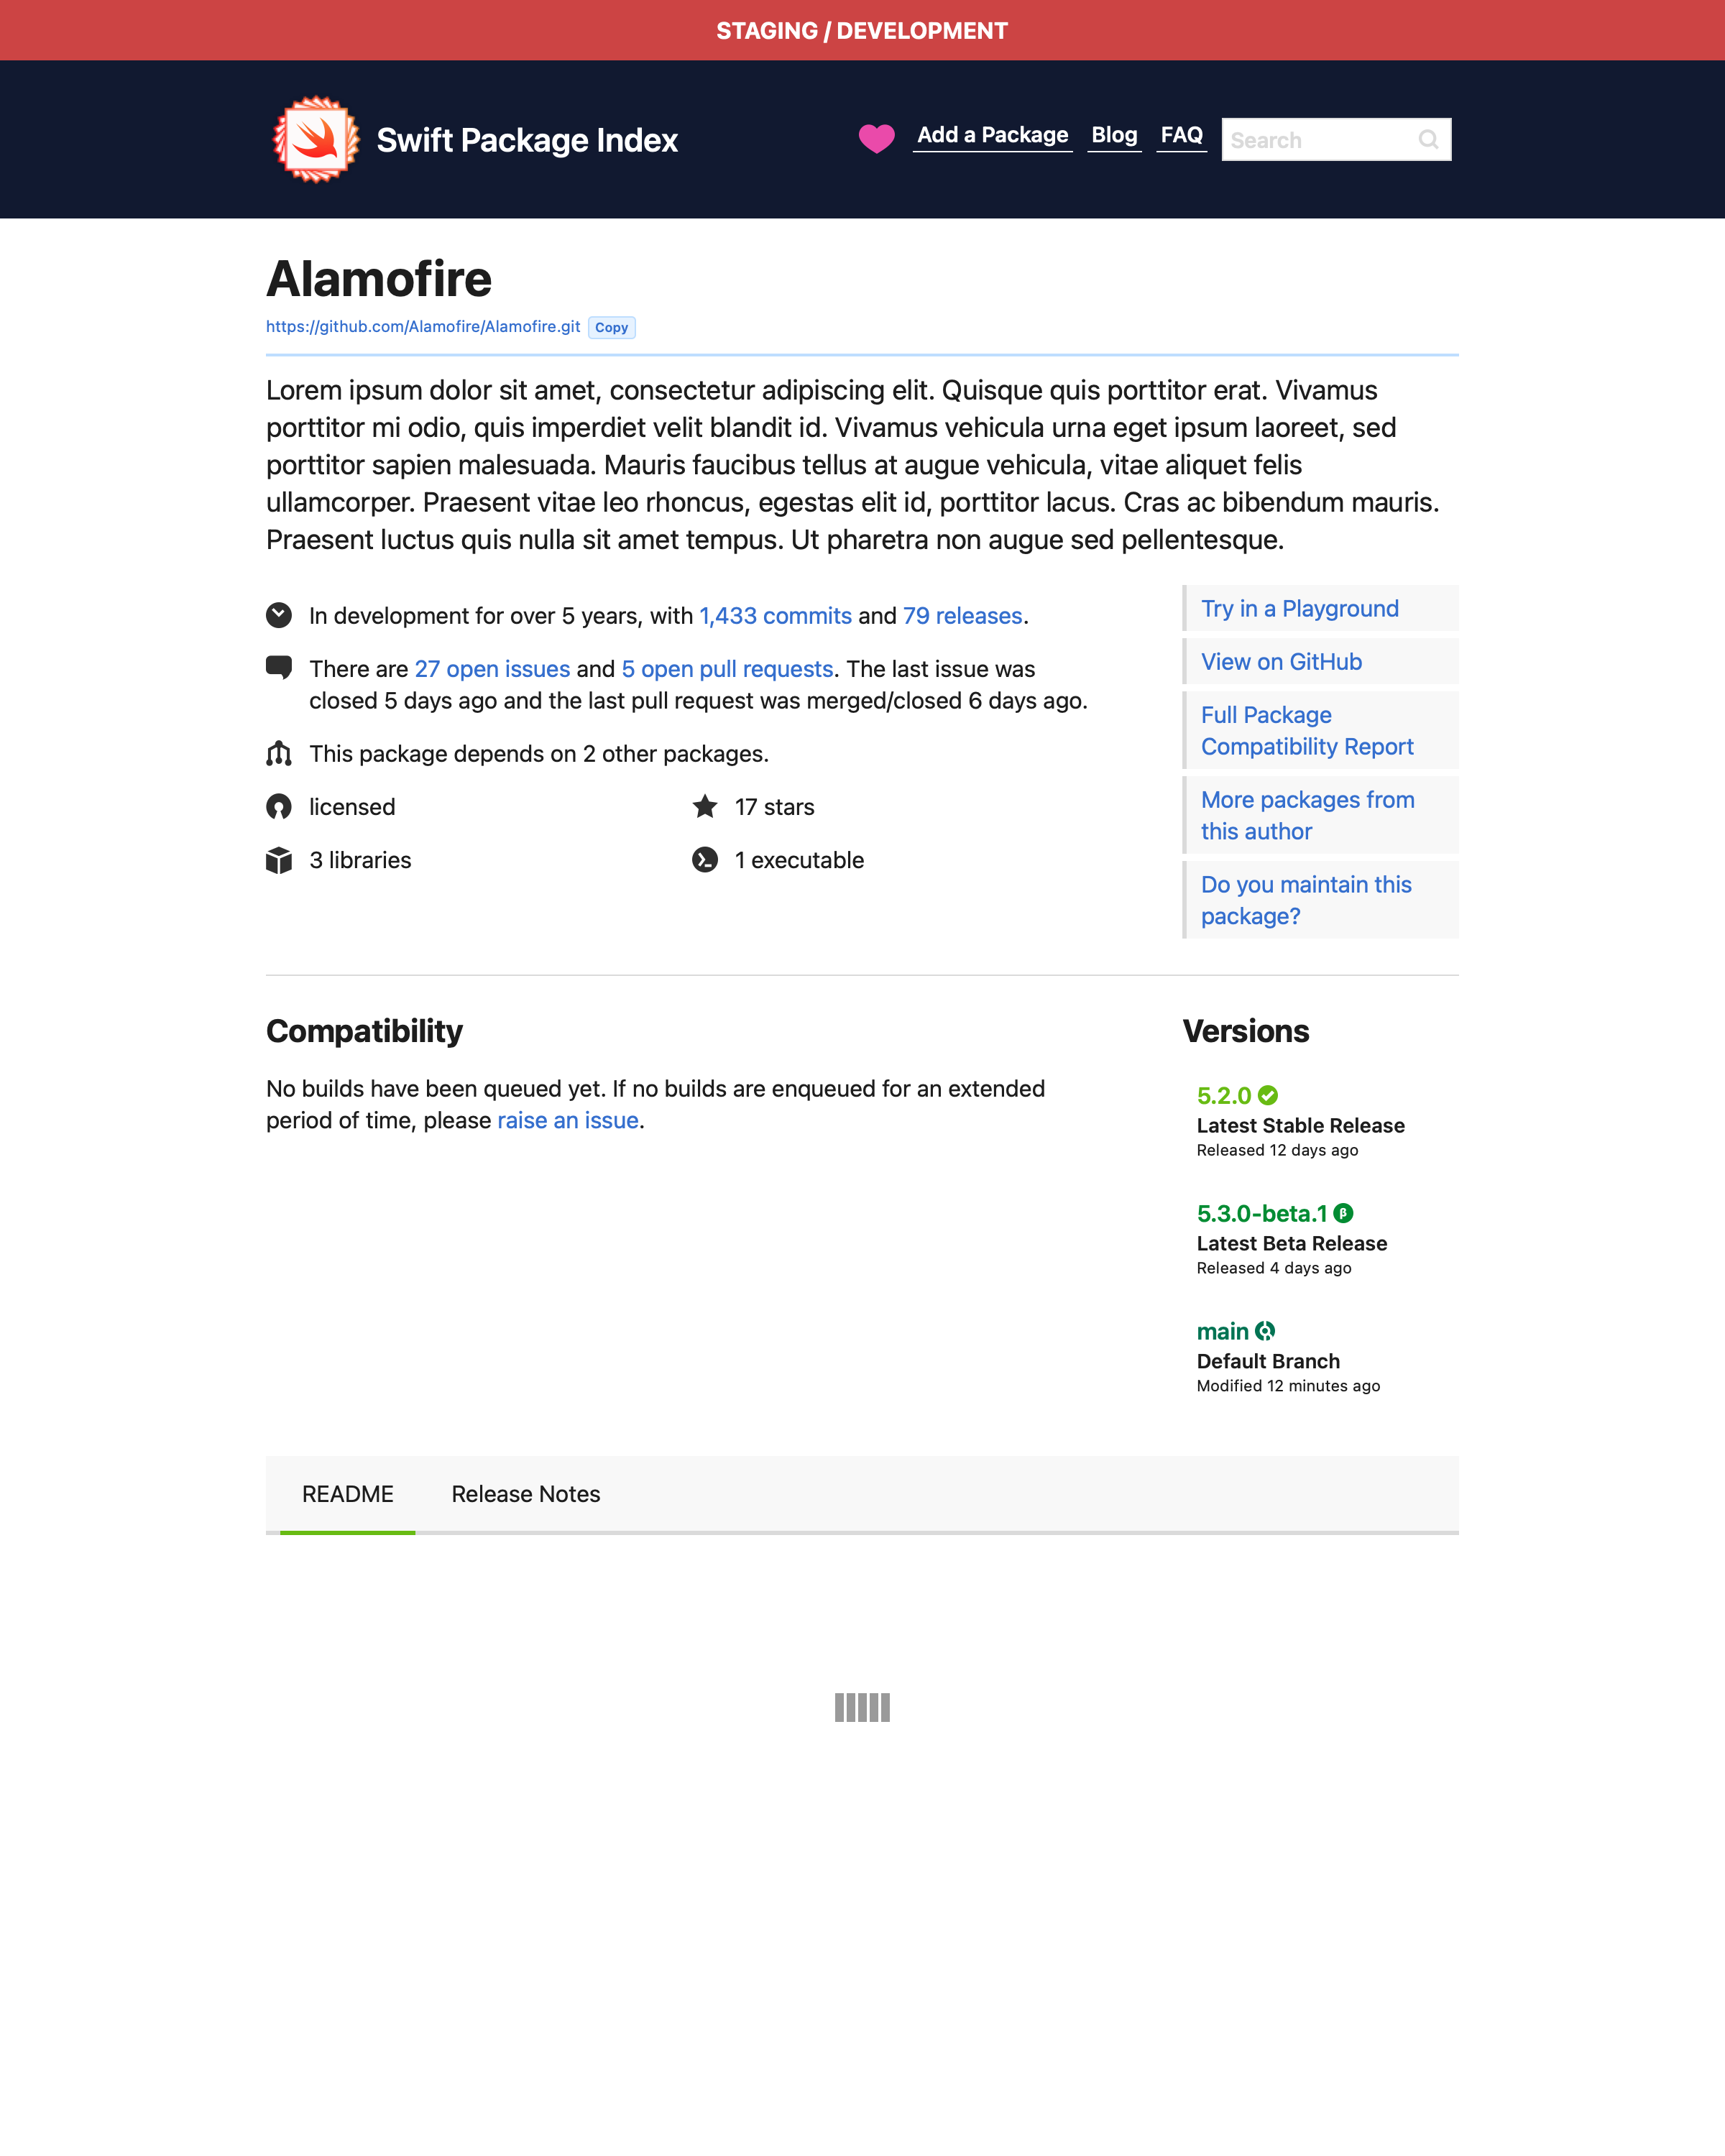 STAGING / DEVELOPMENT
Swift Package Index
Add a Package
Blog
FAQ
Search
Alamofire
https://github.com/Alamofire/Alamofire.git
Copy
Lorem ipsum dolor sit amet, consectetur adipiscing elit. Quisque quis porttitor erat. Vivamus
porttitor mi odio, quis imperdiet velit blandit id. Vivamus vehicula urna eget ipsum laoreet, sed
porttitor sapien malesuada. Mauris faucibus tellus at augue vehicula, vitae aliquet felis
ullamcorper. Praesent vitae leo rhoncus, egestas elit id, porttitor lacus. Cras ac bibendum mauris.
Praesent luctus quis nulla sit amet tempus. Ut pharetra non augue sed pellentesque.
In development for over 5 years, with 1,433 commits and 79 releases.
There are 27 open issues and 5 open pull requests. The last issue was
closed 5 days ago and the last pull request was merged/closed 6 days ago.
This package depends on 2 other packages.
licensed
17 stars
3 libraries
1 executable
Try in a Playground
View on GitHub
Full Package
Compatibility Report
More packages from
this author
Do you maintain this
package?
Compatibility
No builds have been queued yet. If no builds are enqueued for an extended
period of time, please raise an issue.
Versions
5.2.0
Latest Stable Release
Released 12 days ago
5.3.0-beta.1 β
Latest Beta Release
Released 4 days ago
main
Default Branch
Modified 12 minutes ago
README
Release Notes